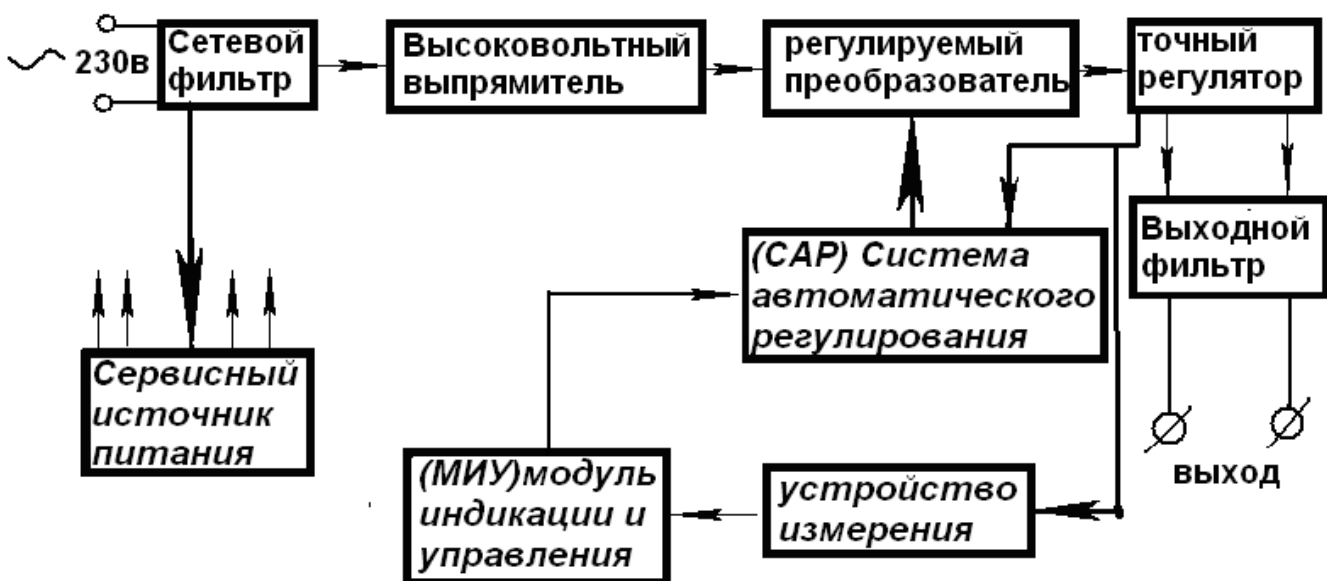 230в
Сетевой
фильтр
Высоковольтный
выпрямитель
регулируемый
преобразователь
точный
регулятор
Выходной
фильтр
(САР) Система
автоматического
регулирования
Сервисный
источник
питания
(МИУ)модуль
индикации и
управления
устройство
измерения
выход